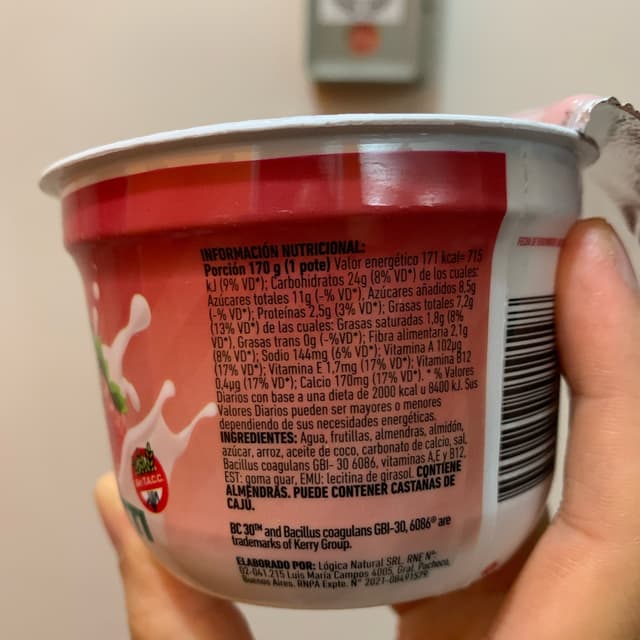 INFORMACIÓN NUTRICIONAL:
Porción 170 g (1 pote) Valor energético 171 kcal= 715
kJ (9% VD*); Carbohidratos 24g (8% VD*) de los cuales:
Azúcares totales 11g (-% VD*), Azúcares añadidos 8,5g
(-% VD*); Proteínas 2,5g (3% VD*); Grasas totales 7,2g
(13% VD*) de las cuales: Grasas saturadas 1,8g (8%
VD*), Grasas trans 0g (-%VD*); Fibra alimentaria 2,1g
(8% VD*); Sodio 144mg (6% VD*); Vitamina A 102µg
(17% VD*); Vitamina E 1,7mg (17% VD*); Vitamina B12
0,4µg (17% VD*); Calcio 170mg (17% VD*). * % Valores
Diarios con base a una dieta de 2000 kcal u 8400 kJ. Sus
Valores Diarios pueden ser mayores o menores
dependiendo de sus necesidades energéticas.
INGREDIENTES: Agua, frutillas, almendras, almidón,
azúcar, arroz, aceite de coco, carbonato de calcio, sal,
Bacillus coagulans GBI- 30 6086, vitaminas A,E y B12,
EST: goma guar, EMU: lecitina de girasol. CONTIENE
ALMENDRAS. PUEDE CONTENER CASTAÑAS DE
CAJÚ.
BC 30™ and Bacillus coagulans GBI-30, 6086® are
trademarks of Kerry Group.
ELABORADO POR: Lógica Natural SRL. RNE N°:
02-041.215 Luis María Campos 4005, Gral. Pacheco,
Buenos Aires. RNPA Expte. N° 2021-08491529
SIN T.A.C.C.